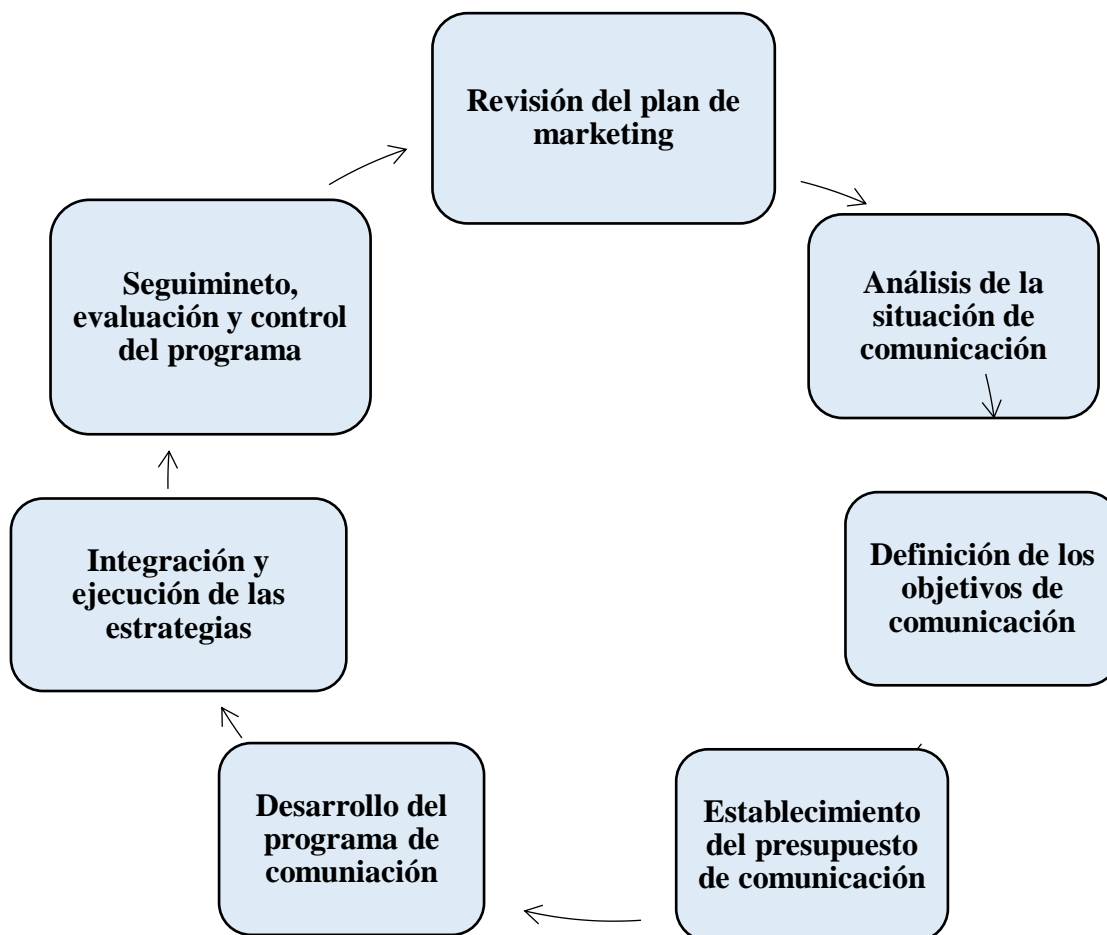 Revisión del plan de
marketing
Análisis de la
situación de
comunicación
Definición de los
objetivos de
comunicación
Establecimiento
del presupuesto
de comunicación
Desarrollo del
programa de
comuniación
Integración y
ejecución de las
estrategias
Seguimineto,
evaluación y control
del programa